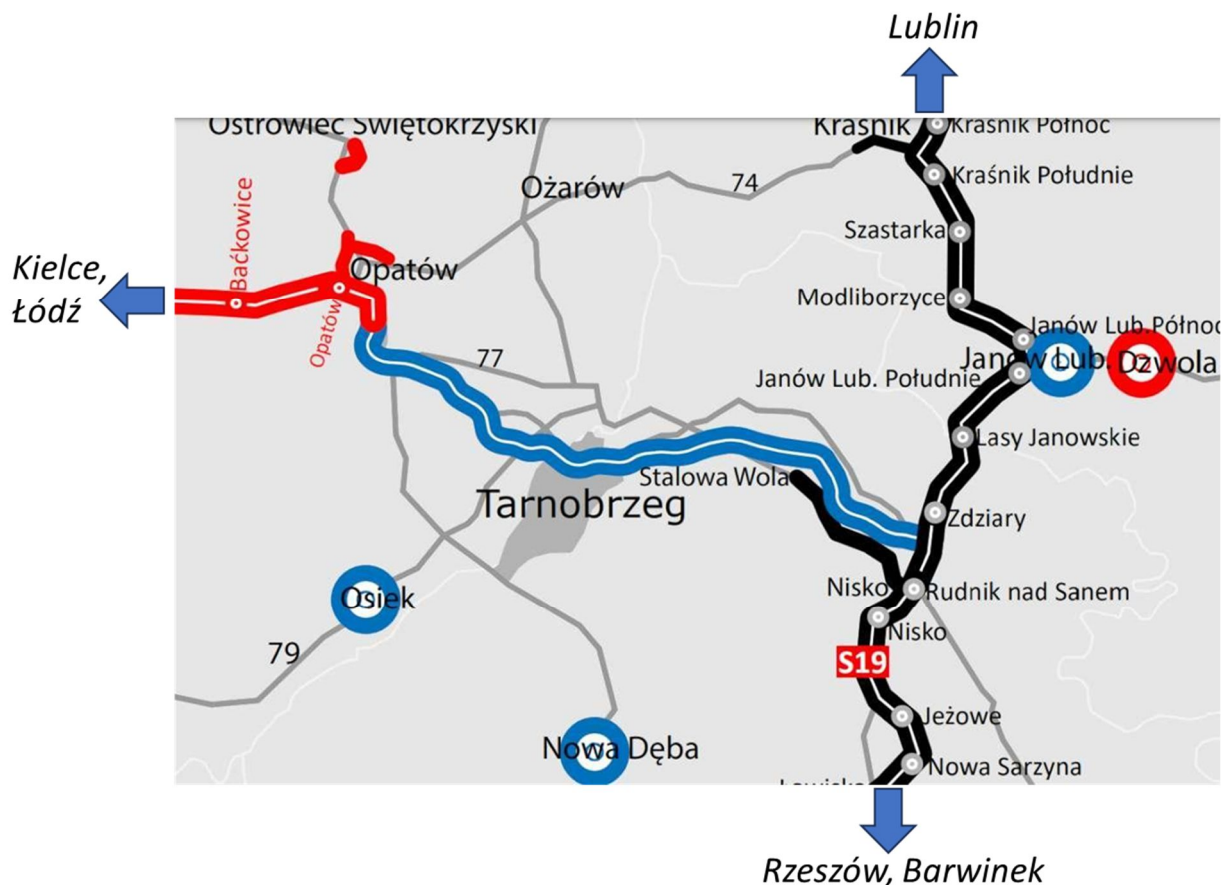 Lublin
Ostrowiec Świętokrzyski
Kraśnik
Kraśnik Północ
Ożarów
74
Kraśnik Południe
Baćkowice
Szastarka
Kielce,
Łódź
Opatów
Opatów
Modliborzyce
Janów Lub.Północ
77
Janów Lub.
Dzwola
Janów Lub. Południe
Lasy Janowskie
Stalowa Wola
Tarnobrzeg
Zdziary
Osiek
Nisko
Rudnik nad Sanem
Nisko
79
S19
Jeżowe
Nowa Dęba
Nowa Sarzyna
Rzeszów, Barwinek